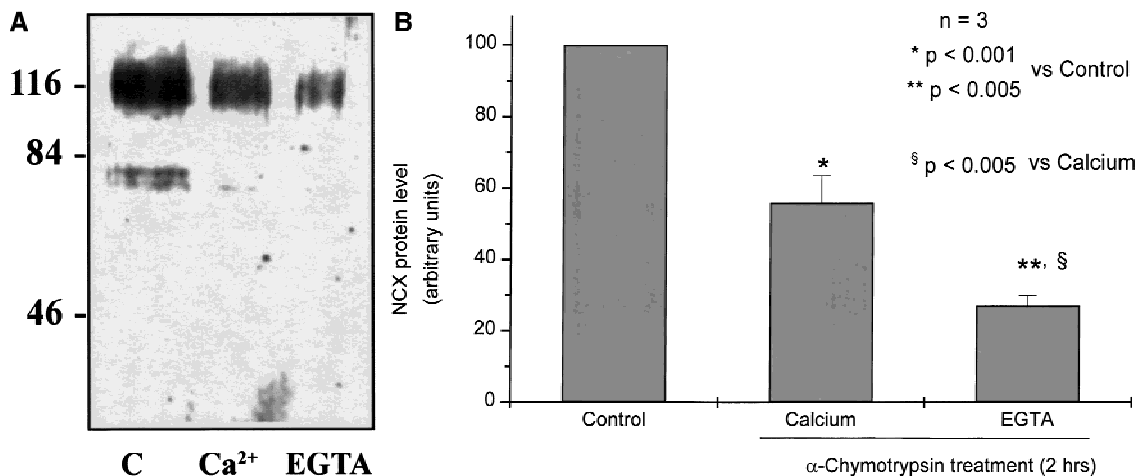 A
116 -
84 -
46 -
C Ca²⁺ EGTA
B
NCX protein level
(arbitrary units)
100
80
60
40
20
0
n = 3
* p < 0.001
** p < 0.005
vs Control
§ p < 0.005 vs Calcium
*
**, §
Control Calcium EGTA
α-Chymotrypsin treatment (2 hrs)